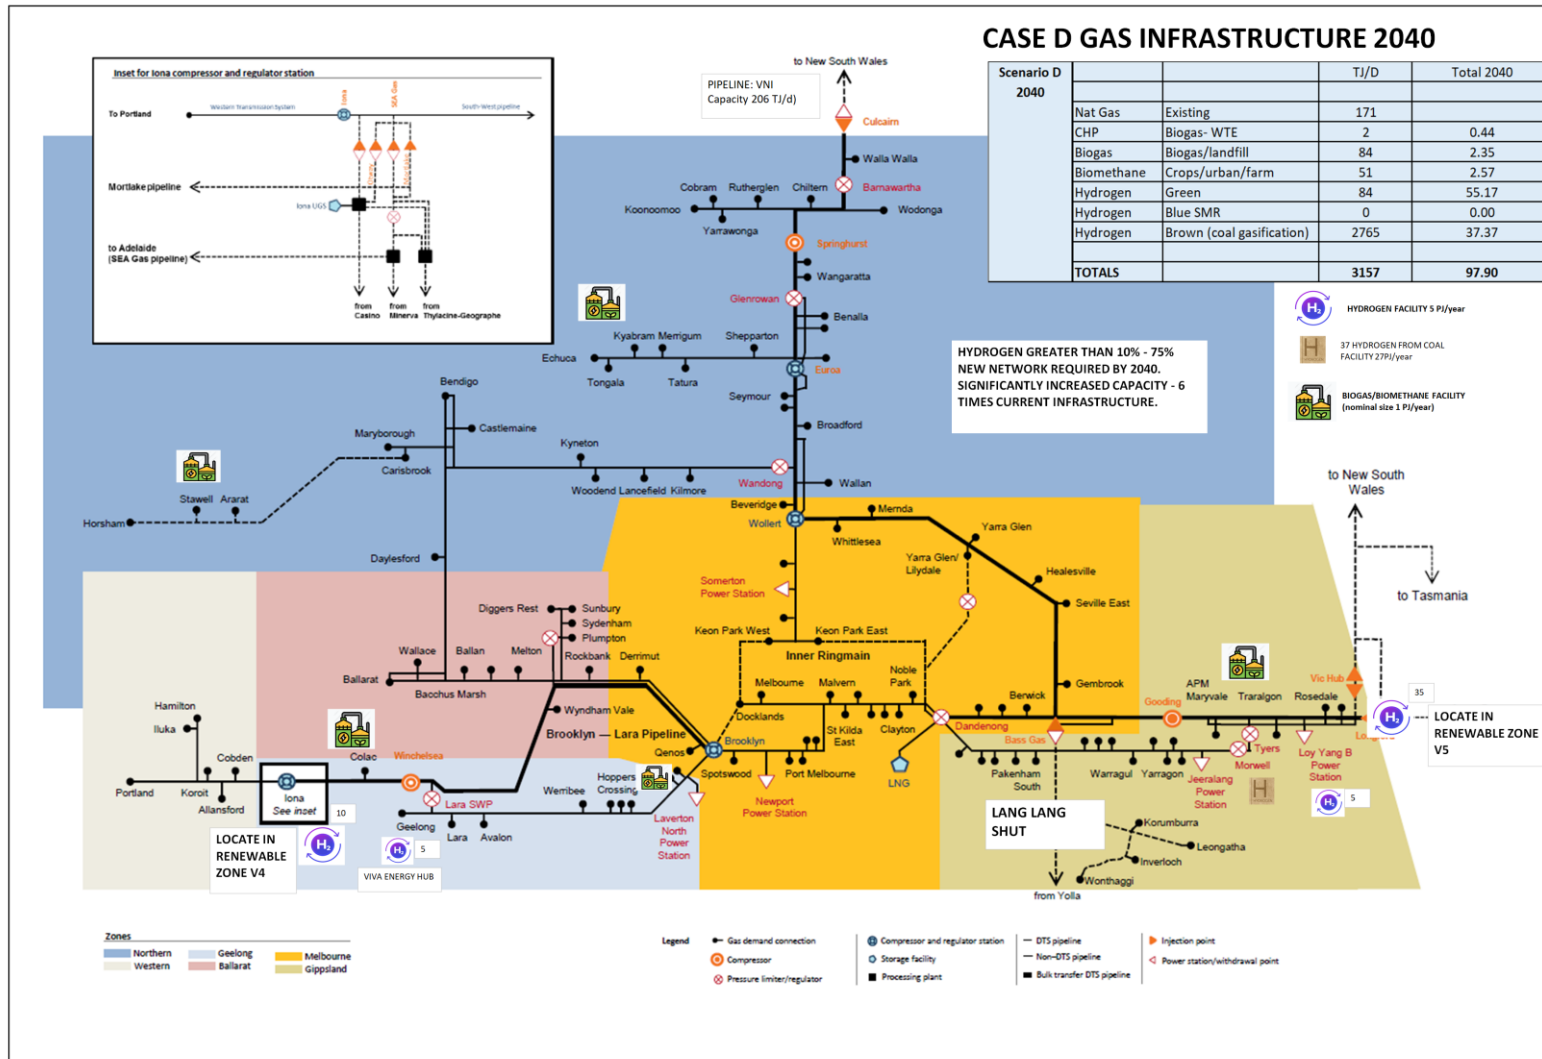 CASE D GAS INFRASTRUCTURE 2040
Scenario D 2040 TJ/D Total 2040
Nat Gas Existing 171
CHP Biogas- WTE 2 0.44
Biogas Biogas/landfill 84 2.35
Biomethane Crops/urban/farm 51 2.57
Hydrogen Green 84 55.17
Hydrogen Blue SMR 0 0.00
Hydrogen Brown (coal gasification) 2765 37.37
TOTALS 3157 97.90
HYDROGEN FACILITY 5 PJ/year
37 HYDROGEN FROM COAL
FACILITY 27PJ/year
BIOGAS/BIOMETHANE FACILITY
(nominal size 1 PJ/year)
Inset for Iona compressor and regulator station
Western Transmission System
Iona
SEA Gas
South-West pipeline
To Portland
Mortlake pipeline
Iona UGS
to Adelaide
(SEA Gas pipeline)
from
Casino
from
Minerva
from
Thylacine-Geographe
to New South Wales
PIPELINE: VNI
Capacity 206 TJ/d)
Culcairn
Walla Walla
Barnawartha
Cobram
Rutherglen
Chiltern
Koonoomoo
Yarrawonga
Wodonga
Springhurst
Wangaratta
Glenrowan
Benalla
Kyabram
Merrigum
Shepparton
Echuca
Tongala
Tatura
Euroa
Seymour
Broadford
HYDROGEN GREATER THAN 10% - 75%
NEW NETWORK REQUIRED BY 2040.
SIGNIFICANTLY INCREASED CAPACITY - 6
TIMES CURRENT INFRASTRUCTURE.
Bendigo
Castlemaine
Maryborough
Carisbrook
Kyneton
Woodend
Lancefield
Kilmore
Wandong
Wallan
Stawell
Ararat
Horsham
Beveridge
Wollert
Mernda
Whittlesea
Yarra Glen
Yarra Glen/
Lilydale
Healesville
Seville East
Daylesford
Somerton
Power Station
to New South
Wales
to Tasmania
Diggers Rest
Sunbury
Sydenham
Plumpton
Keon Park West
Keon Park East
Inner Ringmain
Wallace
Ballan
Melton
Rockbank
Derrimut
Ballarat
Bacchus Marsh
Melbourne
Malvern
Noble
Park
Berwick
Gembrook
Gooding
APM
Maryvale
Traralgon
Rosedale
Vic Hub
35
LOCATE IN
RENEWABLE ZONE
V5
Hamilton
Iluka
Wyndham Vale
Brooklyn — Lara Pipeline
Docklands
St Kilda
East
Clayton
Dandenong
Bass Gas
Tyers
Morwell
Loy Yang B
Power
Station
5
Qenos
Brooklyn
Spotswood
Port Melbourne
LNG
Pakenham
South
Warragul
Yarragon
Jeeralang
Power
Station
Cobden
Colac
Winchelsea
Hoppers
Crossing
Werribee
Newport
Power Station
Portland
Koroit
Allansford
Iona
See inset
10
Lara SWP
Geelong
Lara
Avalon
Laverton
North
Power
Station
LOCATE IN
RENEWABLE
ZONE V4
5
VIVA ENERGY HUB
LANG LANG
SHUT
Korumburra
Leongatha
Inverloch
Wonthaggi
from Yolla
Zones
Northern
Geelong
Melbourne
Western
Ballarat
Gippsland
Legend
Gas demand connection
Compressor
Pressure limiter/regulator
Compressor and regulator station
Storage facility
Processing plant
DTS pipeline
Non–DTS pipeline
Bulk transfer DTS pipeline
Injection point
Power station/withdrawal point